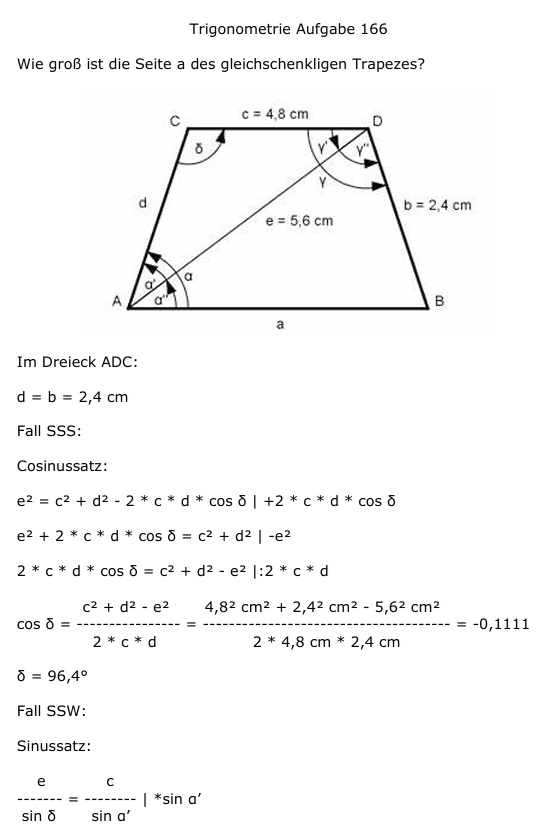 Trigonometrie Aufgabe 166
Wie groß ist die Seite a des gleichschenkligen Trapezes?
c = 4,8 cm
C
D
δ
γ'
γ''
γ
d
b = 2,4 cm
e = 5,6 cm
α
α'
α''
A
B
a
Im Dreieck ADC:
d = b = 2,4 cm
Fall SSS:
Cosinussatz:
e² = c² + d² - 2 * c * d * cos δ | +2 * c * d * cos δ
e² + 2 * c * d * cos δ = c² + d² | -e²
2 * c * d * cos δ = c² + d² - e² |:2 * c * d
c² + d² - e² 4,8² cm² + 2,4² cm² - 5,6² cm²
cos δ = ---------------- = -------------------------------------- = -0,1111
2 * c * d 2 * 4,8 cm * 2,4 cm
δ = 96,4°
Fall SSW:
Sinussatz:
e c
------- = -------- | *sin α′
sin δ sin α′